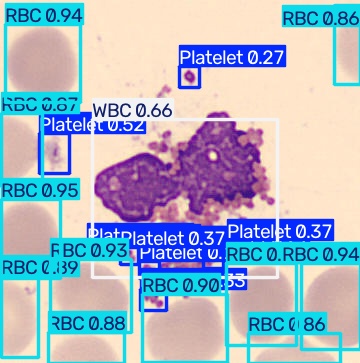 RBC 0.94
RBC 0.86
Platelet 0.27
RBC 0.87
WBC 0.66
Platelet 0.52
RBC 0.95
Platelet 0.37
Platelet 0.37
RBC 0.93
RBC 0.94
RBC 0.89
RBC 0.90
RBC 0.88
RBC 0.86